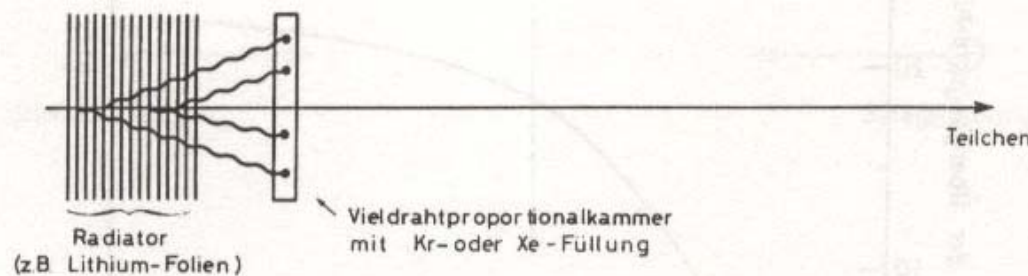 Teilchen
Vieldrahtproportionalkammer
mit Kr- oder Xe-Füllung
Radiator
(z.B. Lithium-Folien)